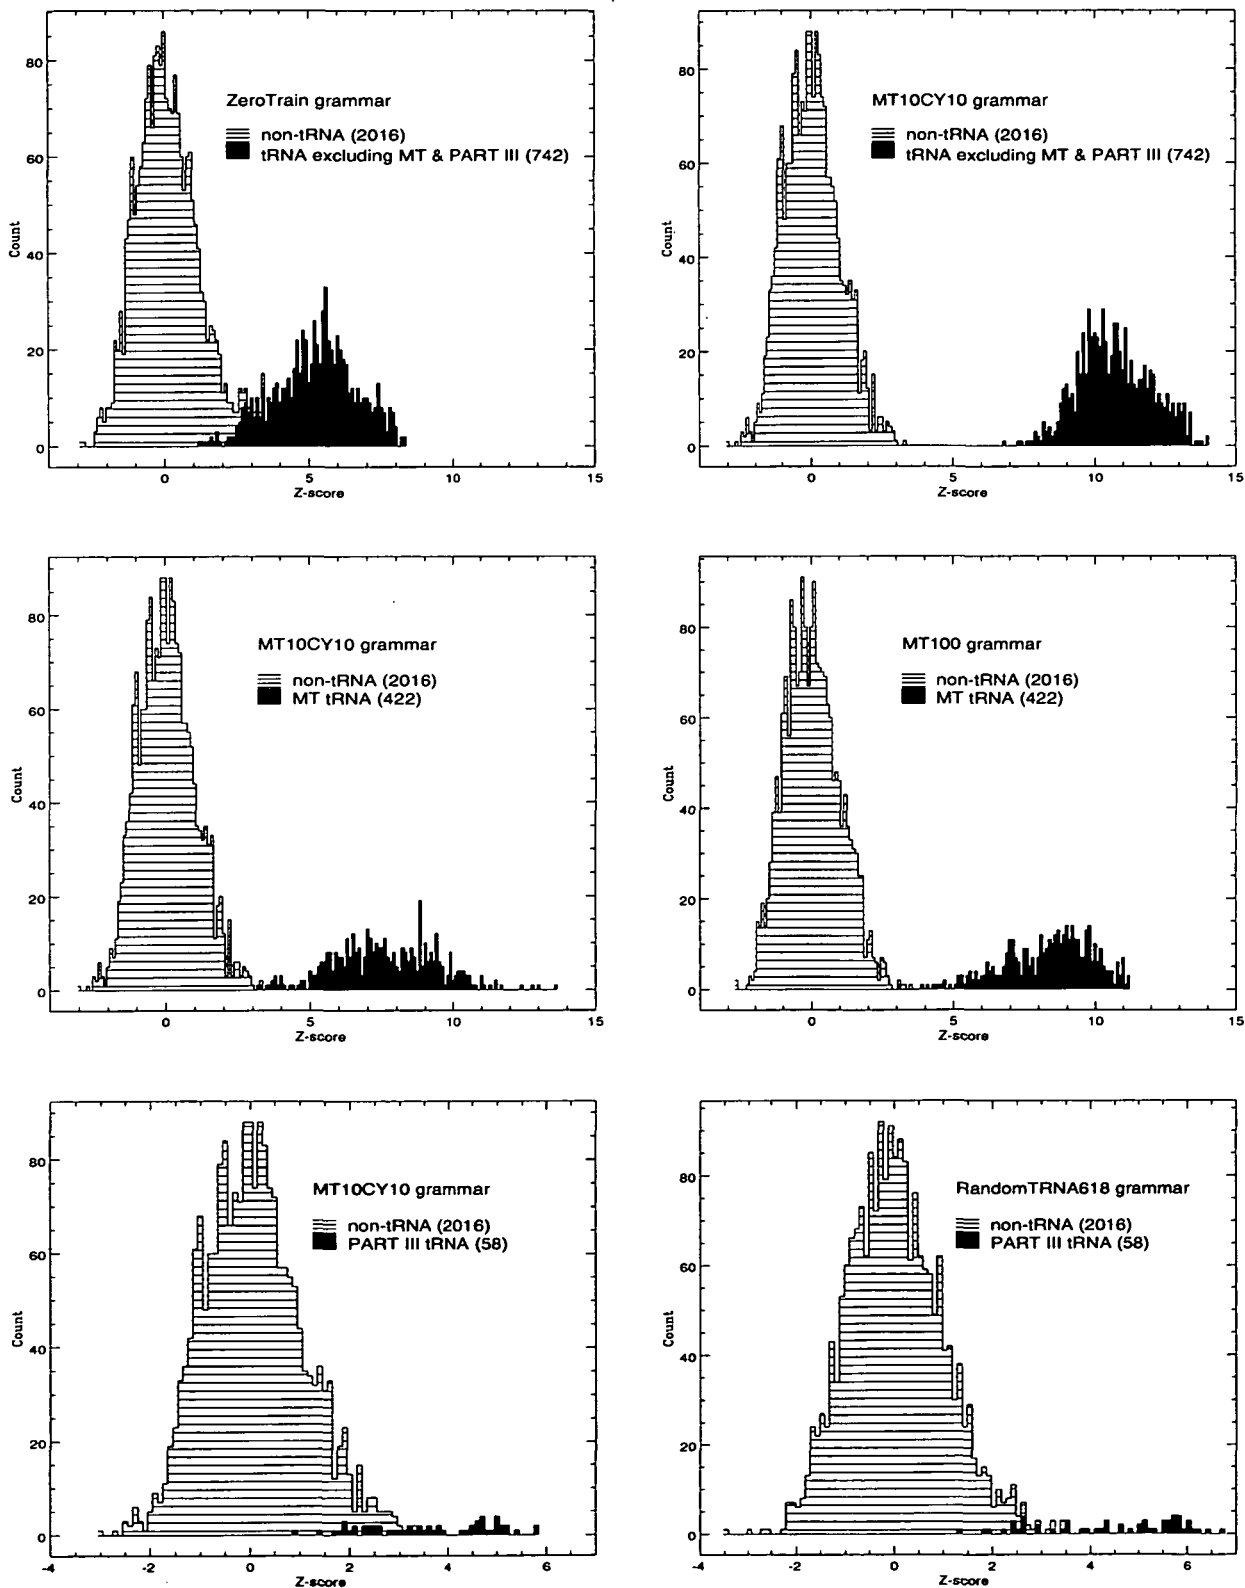 ZeroTrain grammar
non-tRNA (2016)
tRNA excluding MT & PART III (742)
Count
80
60
40
20
0
0
5
10
15
Z-score
MT10CY10 grammar
non-tRNA (2016)
tRNA excluding MT & PART III (742)
Count
80
60
40
20
0
0
5
10
15
Z-score
MT10CY10 grammar
non-tRNA (2016)
MT tRNA (422)
Count
80
60
40
20
0
0
5
10
15
Z-score
MT100 grammar
non-tRNA (2016)
MT tRNA (422)
Count
80
60
40
20
0
0
5
10
15
Z-score
MT10CY10 grammar
non-tRNA (2016)
PART III tRNA (58)
Count
80
60
40
20
0
-4
-2
0
2
4
6
Z-score
RandomTRNA618 grammar
non-tRNA (2016)
PART III tRNA (58)
Count
80
60
40
20
0
-4
-2
0
2
4
6
Z-score